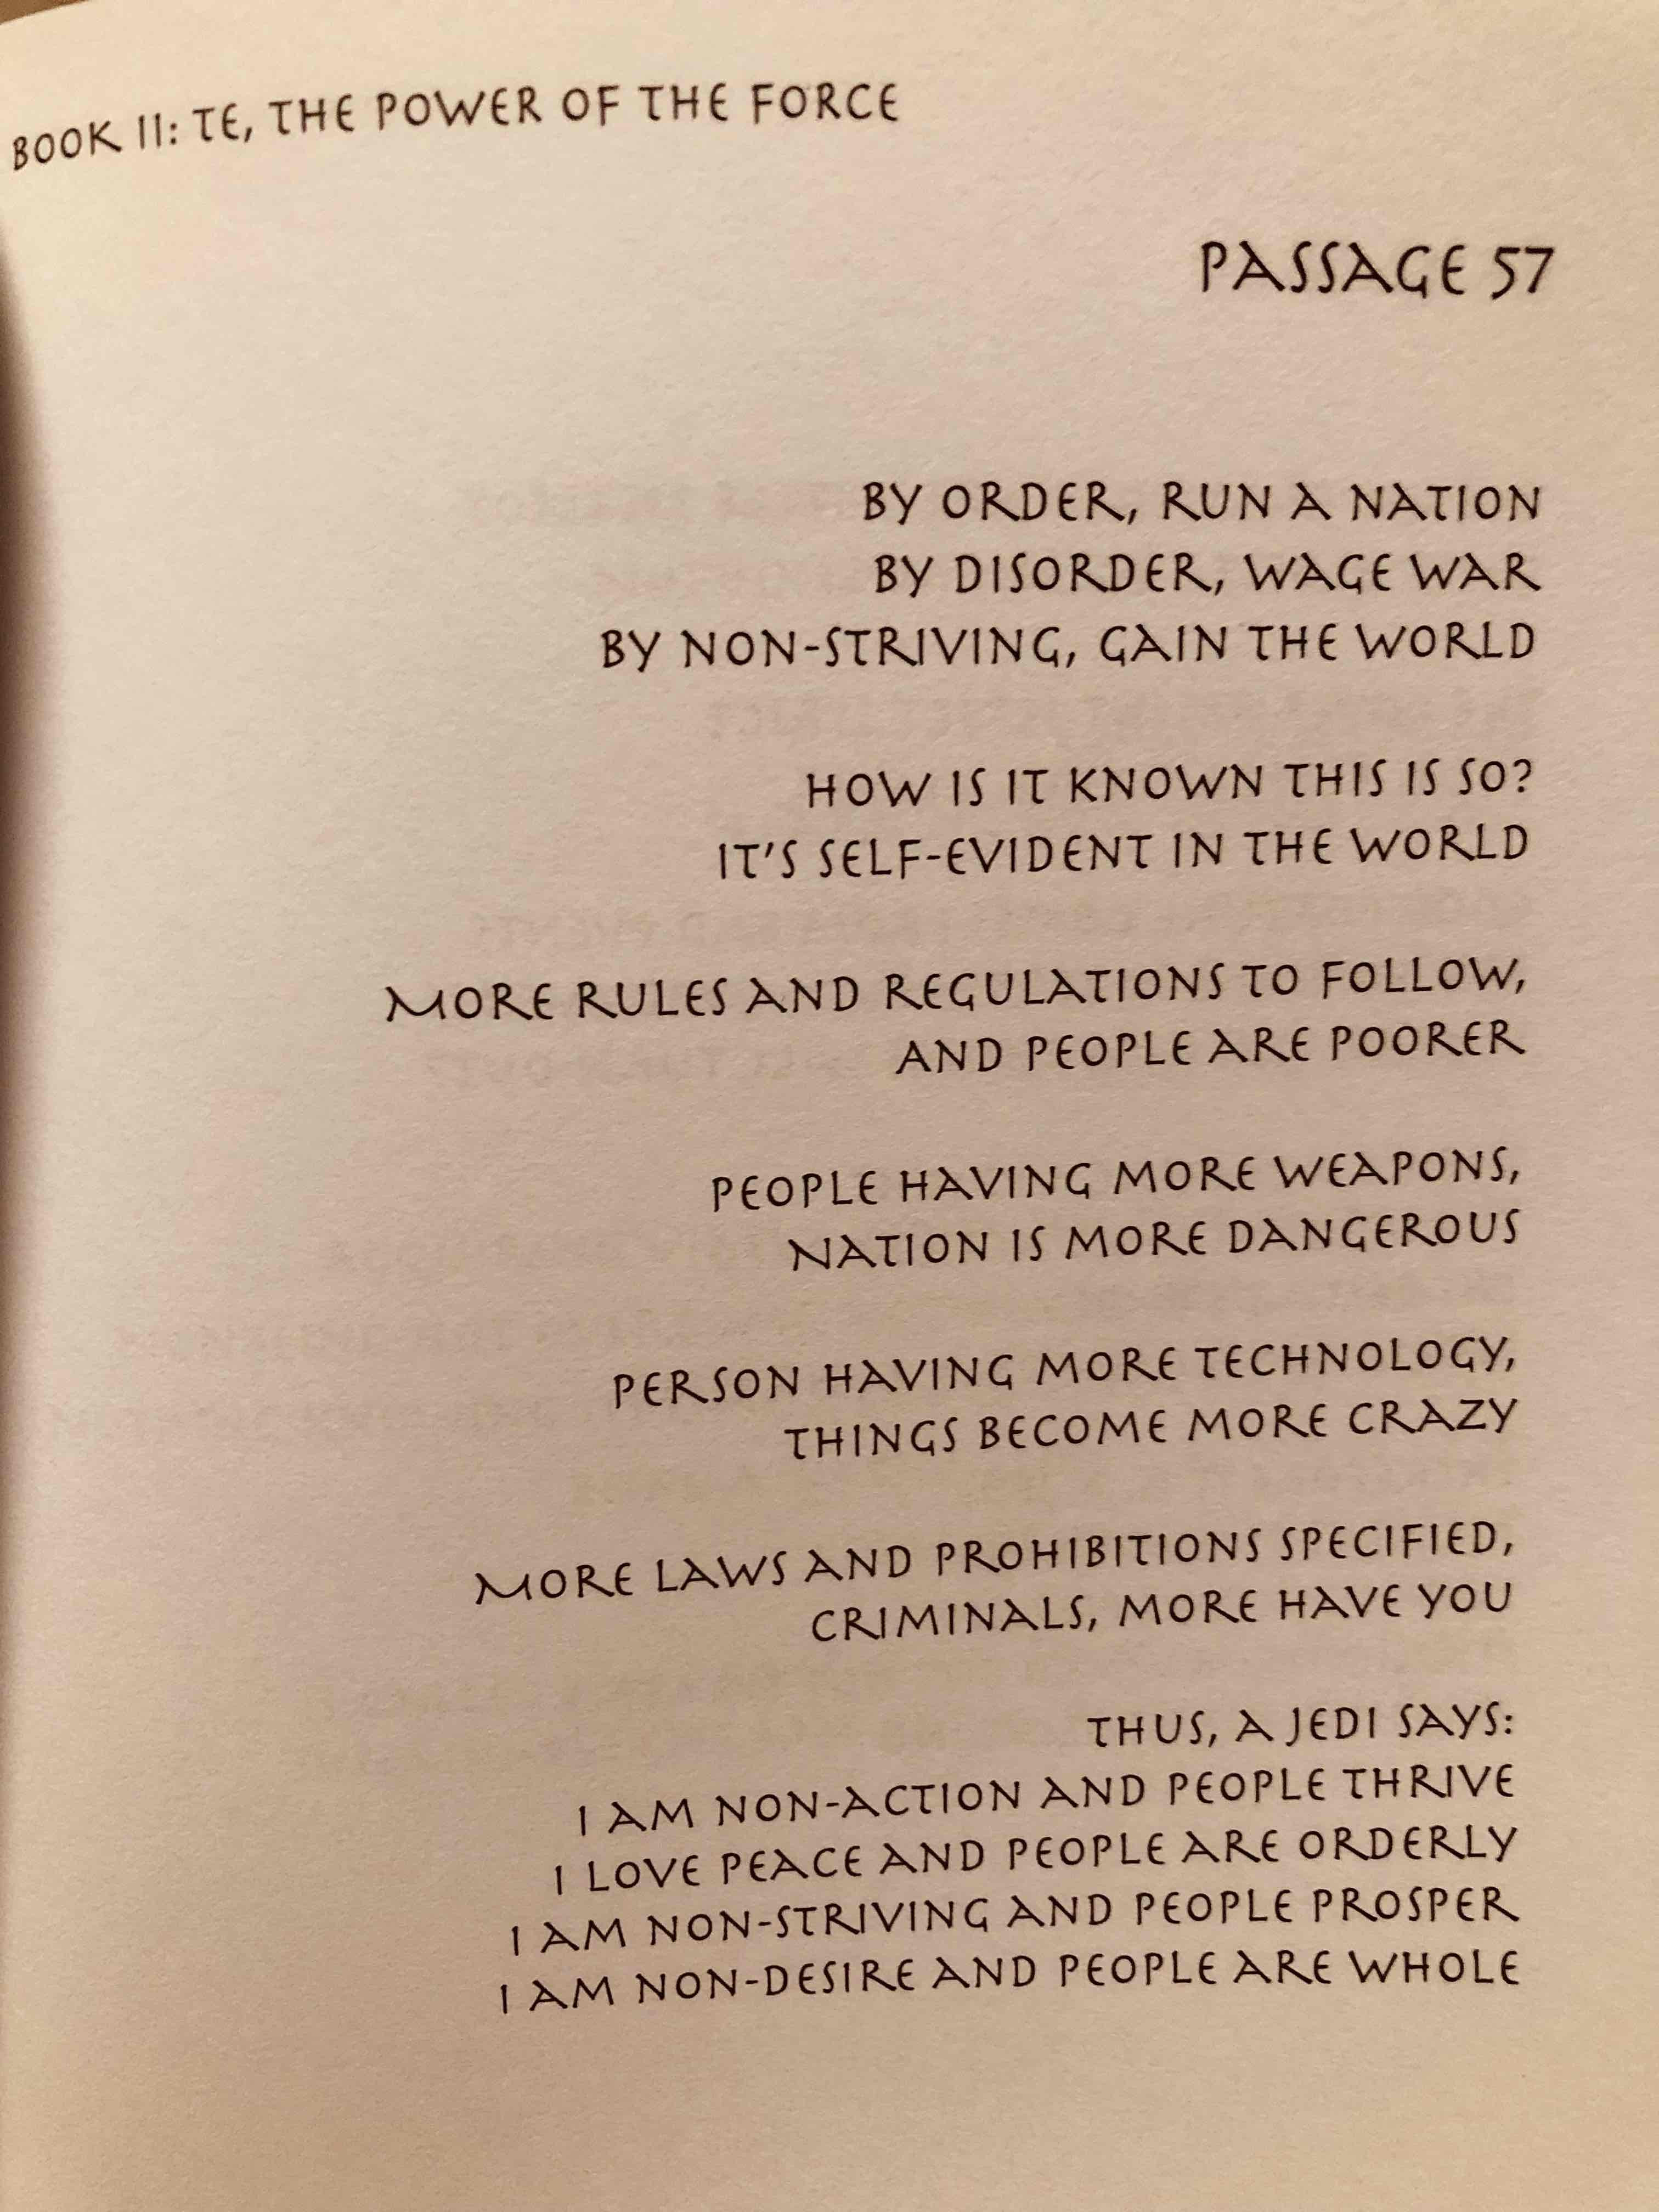 BOOK II: TE, THE POWER OF THE FORCE
PASSAGE 57
BY ORDER, RUN A NATION
BY DISORDER, WAGE WAR
BY NON-STRIVING, GAIN THE WORLD
HOW IS IT KNOWN THIS IS SO?
IT'S SELF-EVIDENT IN THE WORLD
MORE RULES AND REGULATIONS TO FOLLOW,
AND PEOPLE ARE POORER
PEOPLE HAVING MORE WEAPONS,
NATION IS MORE DANGEROUS
PERSON HAVING MORE TECHNOLOGY,
THINGS BECOME MORE CRAZY
MORE LAWS AND PROHIBITIONS SPECIFIED,
CRIMINALS, MORE HAVE YOU
THUS, A JEDI SAYS:
I AM NON-ACTION AND PEOPLE THRIVE
I LOVE PEACE AND PEOPLE ARE ORDERLY
I AM NON-STRIVING AND PEOPLE PROSPER
I AM NON-DESIRE AND PEOPLE ARE WHOLE